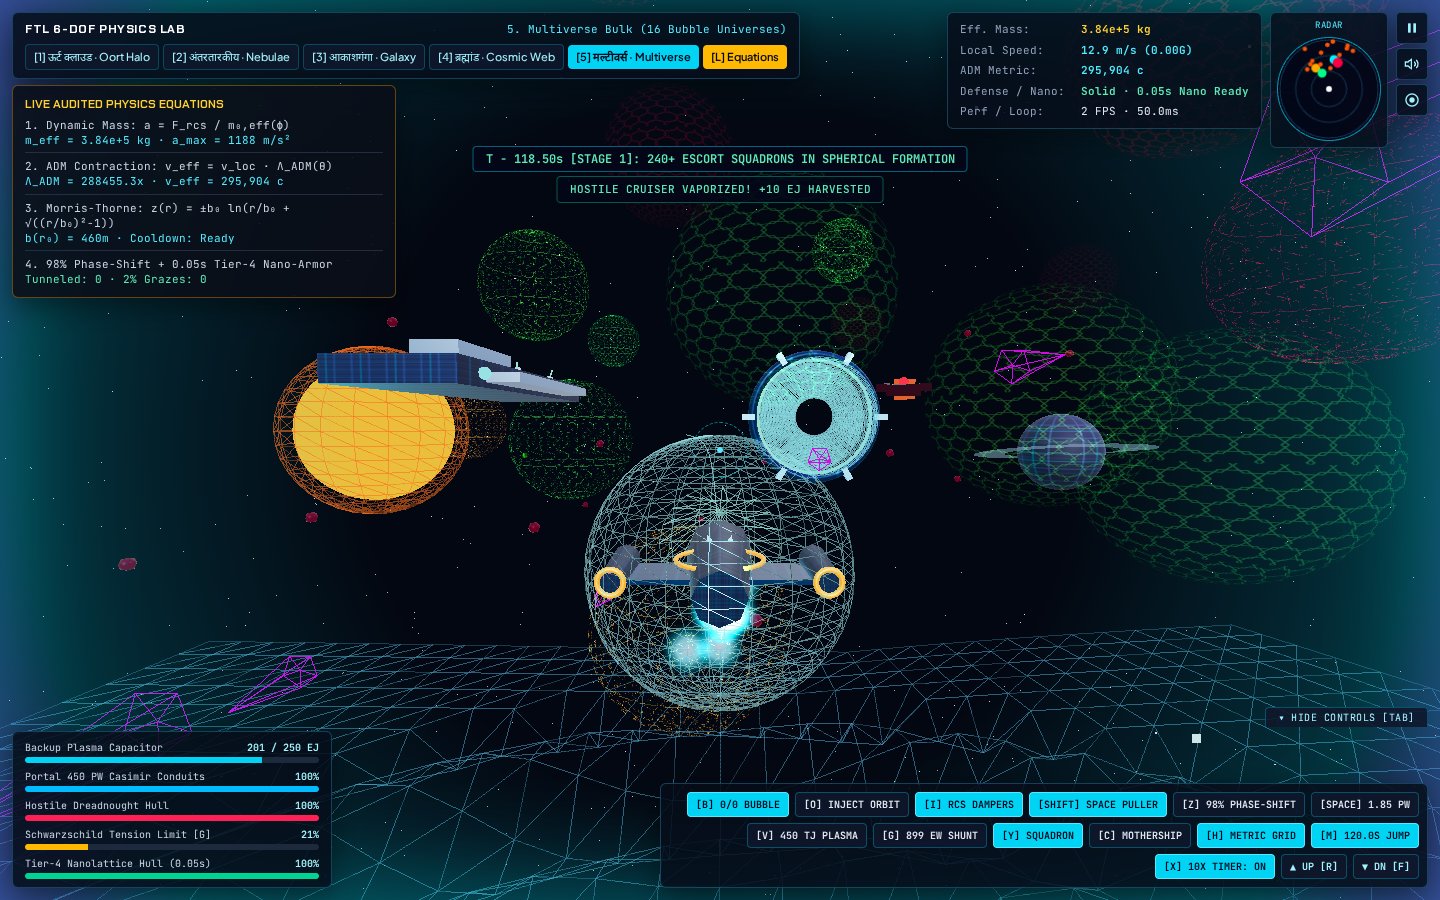 FTL 6-DOF PHYSICS LAB
5. Multiverse Bulk (16 Bubble Universes)
[1] ऊर्ट क्लाउड · Oort Halo
[2] अंतरतारकीय · Nebulae
[3] आकाशगंगा · Galaxy
[4] ब्रह्मांड · Cosmic Web
[5] मल्टीवर्स · Multiverse
[L] Equations
LIVE AUDITED PHYSICS EQUATIONS
1. Dynamic Mass: a = F_rcs / m₀,eff(ϕ)
m_eff = 3.84e+5 kg · a_max = 1188 m/s²
2. ADM Contraction: v_eff = v_loc · Λ_ADM(θ)
Λ_ADM = 288455.3x · v_eff = 295,904 c
3. Morris-Thorne: z(r) = ±b₀ ln(r/b₀ +
√((r/b₀)²-1))
b(r₀) = 460m · Cooldown: Ready
4. 98% Phase-Shift + 0.05s Tier-4 Nano-Armor
Tunneled: 0 · 2% Grazes: 0
Eff. Mass: 3.84e+5 kg
Local Speed: 12.9 m/s (0.00G)
ADM Metric: 295,904 c
Defense / Nano: Solid · 0.05s Nano Ready
Perf / Loop: 2 FPS · 50.0ms
RADAR
T - 118.50s [STAGE 1]: 240+ ESCORT SQUADRONS IN SPHERICAL FORMATION
HOSTILE CRUISER VAPORIZED! +10 EJ HARVESTED
▾ HIDE CONTROLS [TAB]
Backup Plasma Capacitor 201 / 250 EJ
Portal 450 PW Casimir Conduits 100%
Hostile Dreadnought Hull 100%
Schwarzschild Tension Limit [G] 21%
Tier-4 Nanolattice Hull (0.05s) 100%
[B] 0/0 BUBBLE
[O] INJECT ORBIT
[I] RCS DAMPERS
[SHIFT] SPACE PULLER
[Z] 98% PHASE-SHIFT
[SPACE] 1.85 PW
[V] 450 TJ PLASMA
[G] 899 EW SHUNT
[Y] SQUADRON
[C] MOTHERSHIP
[H] METRIC GRID
[M] 120.0S JUMP
[X] 10X TIMER: ON
▲ UP [R]
▼ DN [F]